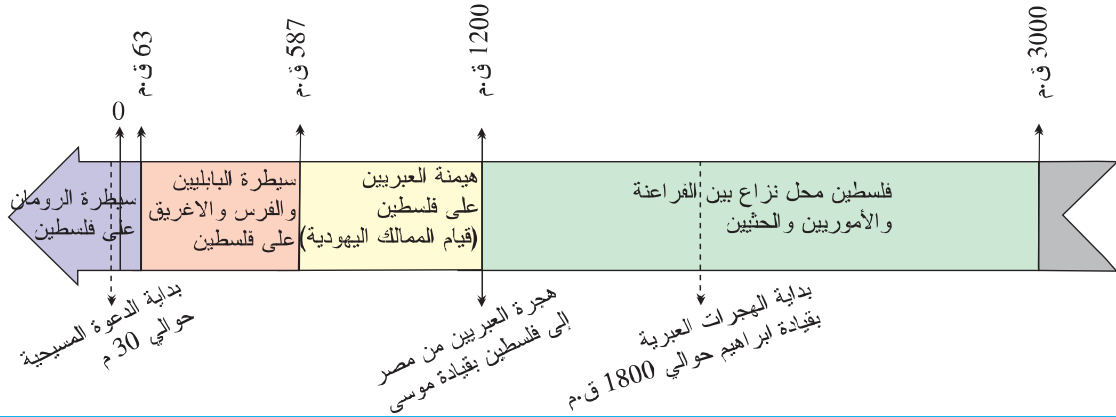 3000 ق.م
1200 ق.م
587 ق.م
63 ق.م
0
فلسطين محل نزاع بين الفراعنة
والأموريين والحثيين
هيمنة العبريين
على فلسطين
(قيام الممالك اليهودية)
سيطرة البابليين
والفرس والاغريق
على فلسطين
سيطرة الرومان
على فلسطين
بداية الهجرات العبرية
بقيادة ابراهيم حوالي 1800 ق.م
هجرة العبريين من مصر
إلى فلسطين بقيادة موسى
بداية الدعوة المسيحية
حوالي 30 م